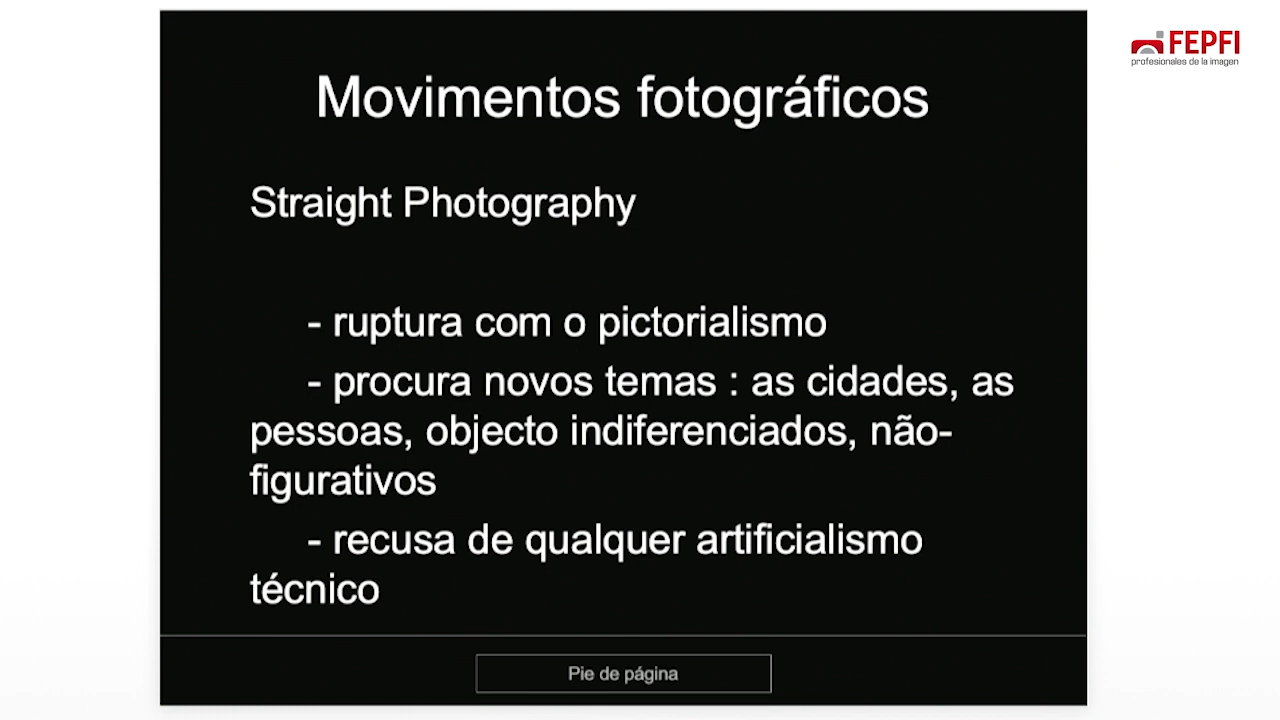 FEPFI
profesionales de la imagen
Movimentos fotográficos
Straight Photography
- ruptura com o pictorialismo
- procura novos temas : as cidades, as
pessoas, objecto indiferenciados, não-
figurativos
- recusa de qualquer artificialismo
técnico
Pie de página